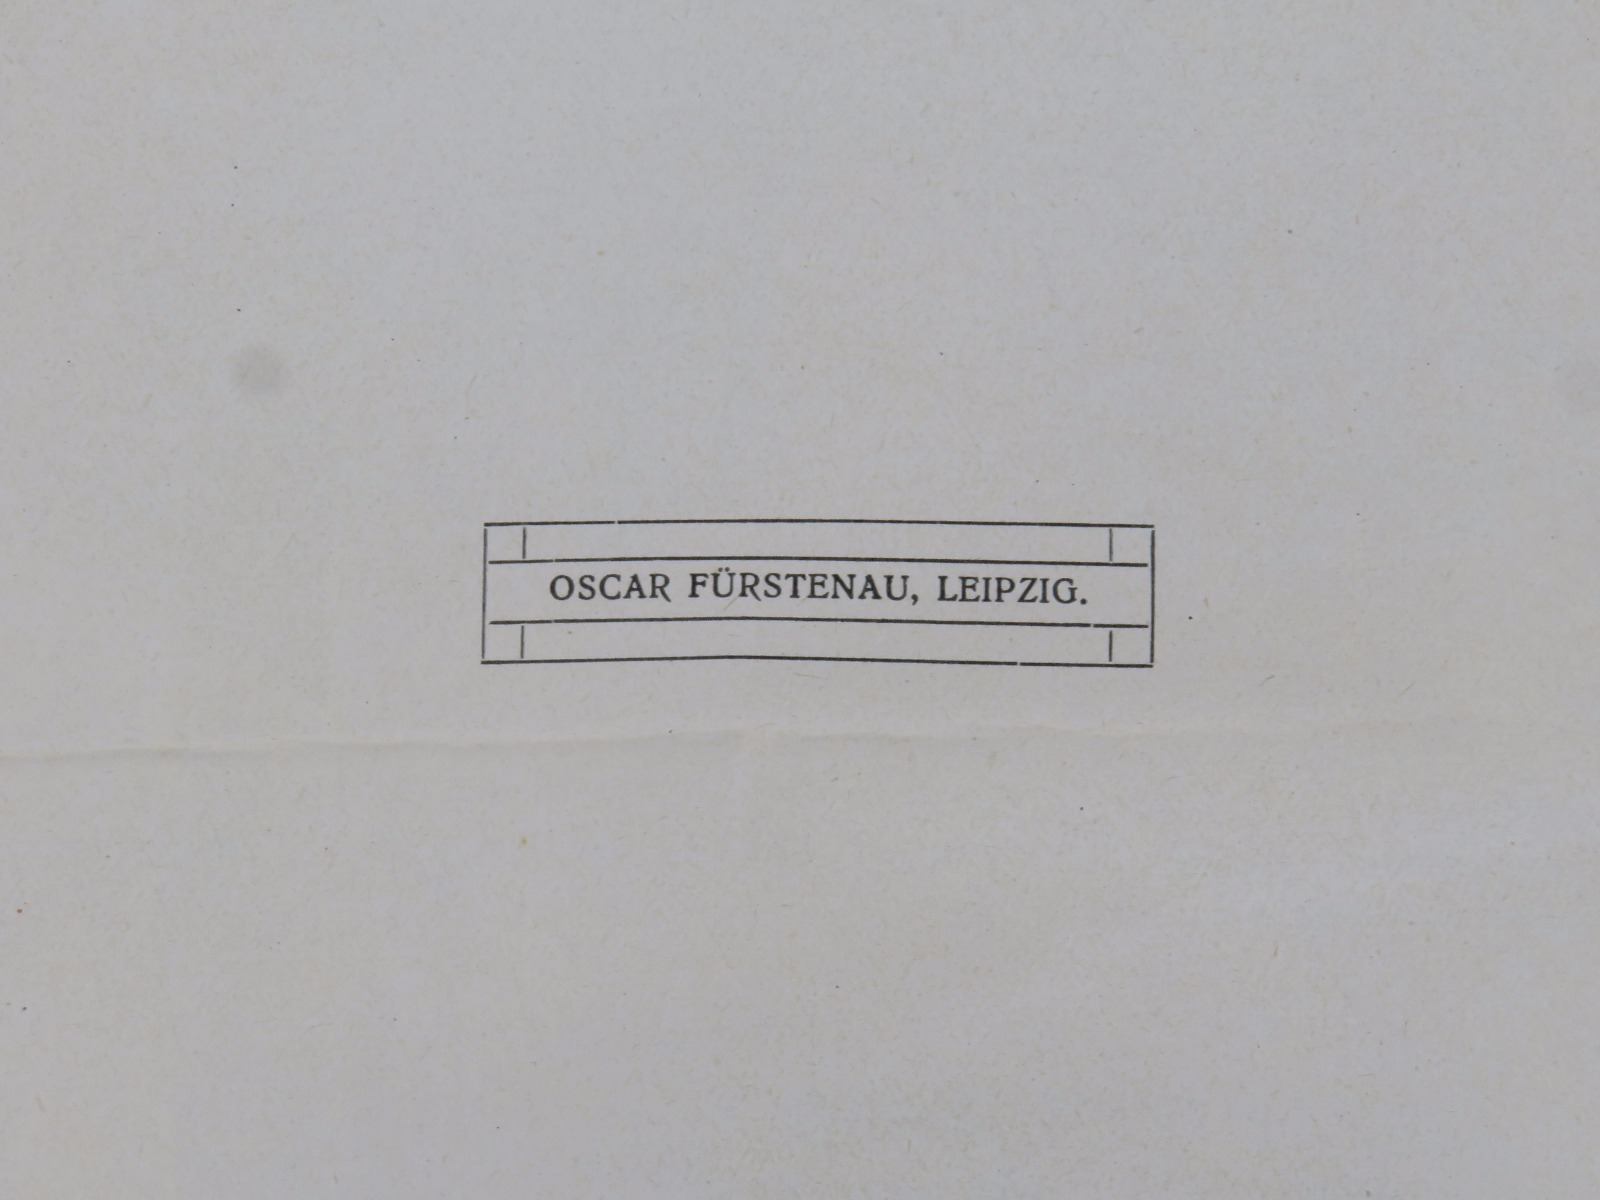 OSCAR FÜRSTENAU, LEIPZIG.